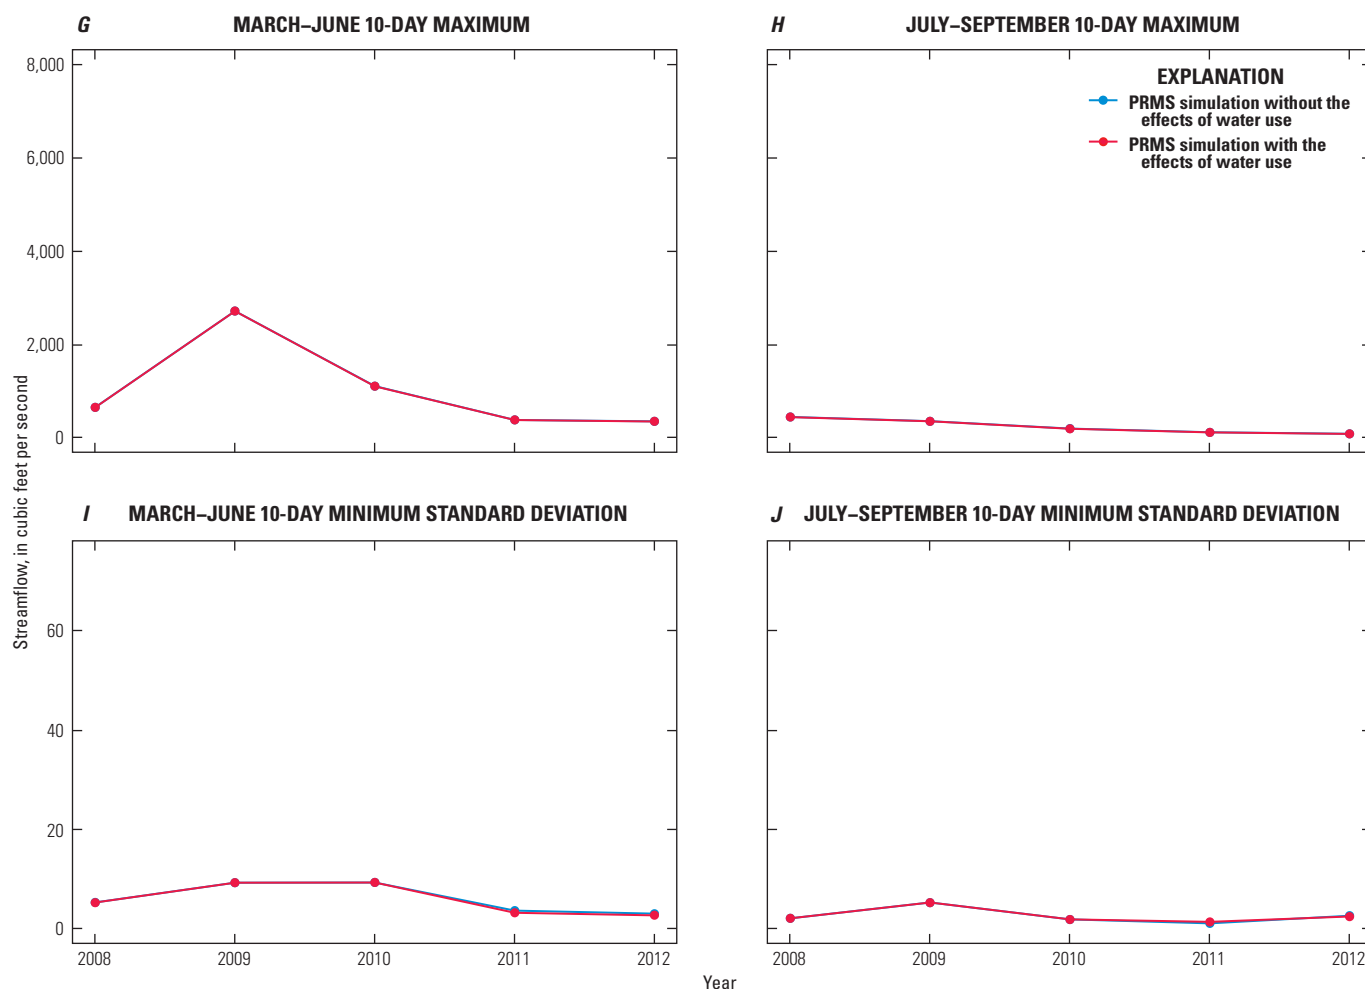 G MARCH–JUNE 10-DAY MAXIMUM
H JULY–SEPTEMBER 10-DAY MAXIMUM
EXPLANATION
PRMS simulation without the
effects of water use
PRMS simulation with the
effects of water use
8,000
6,000
4,000
2,000
0
Streamflow, in cubic feet per second
I MARCH–JUNE 10-DAY MINIMUM STANDARD DEVIATION
J JULY–SEPTEMBER 10-DAY MINIMUM STANDARD DEVIATION
60
40
20
0
2008 2009 2010 2011 2012
2008 2009 2010 2011 2012
Year